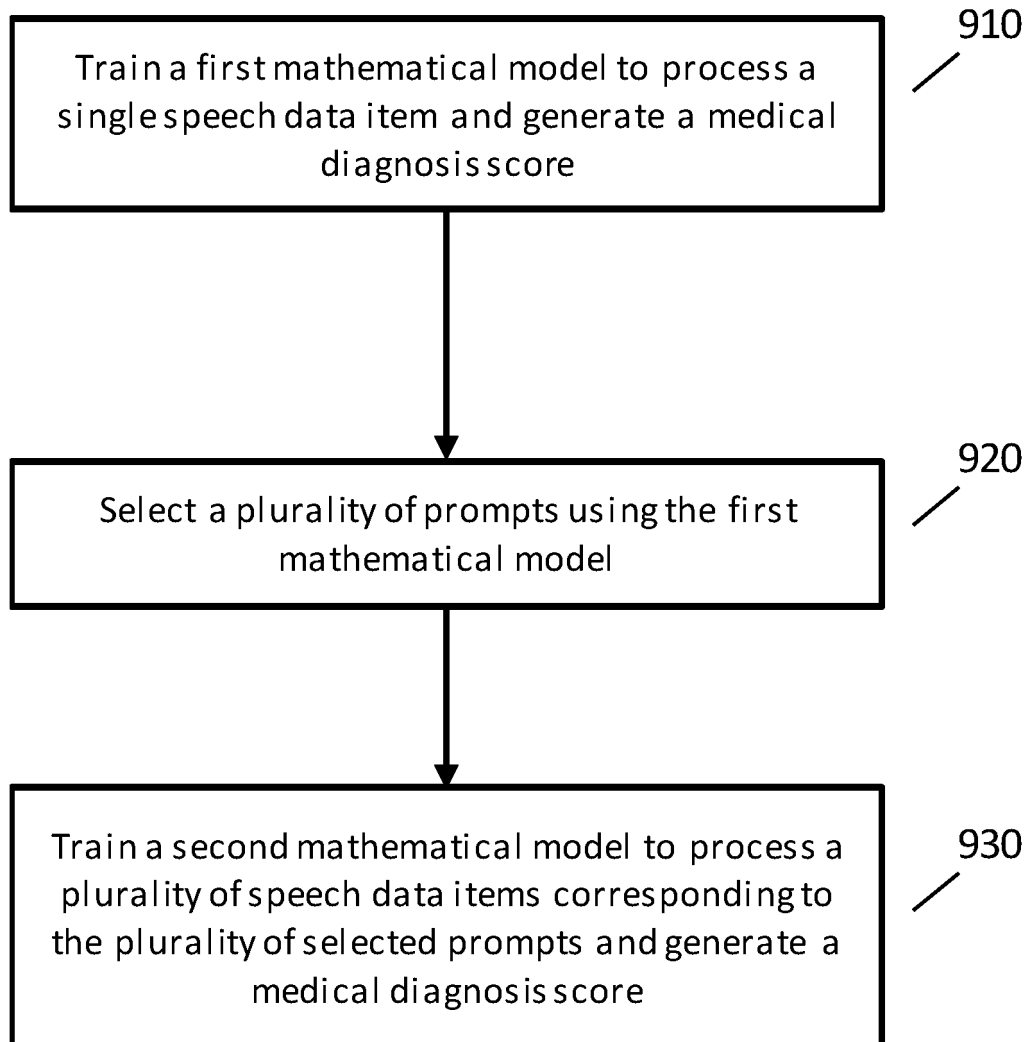 910
Train a first mathematical model to process a
single speech data item and generate a medical
diagnosis score
920
Select a plurality of prompts using the first
mathematical model
930
Train a second mathematical model to process a
plurality of speech data items corresponding to
the plurality of selected prompts and generate a
medical diagnosis score